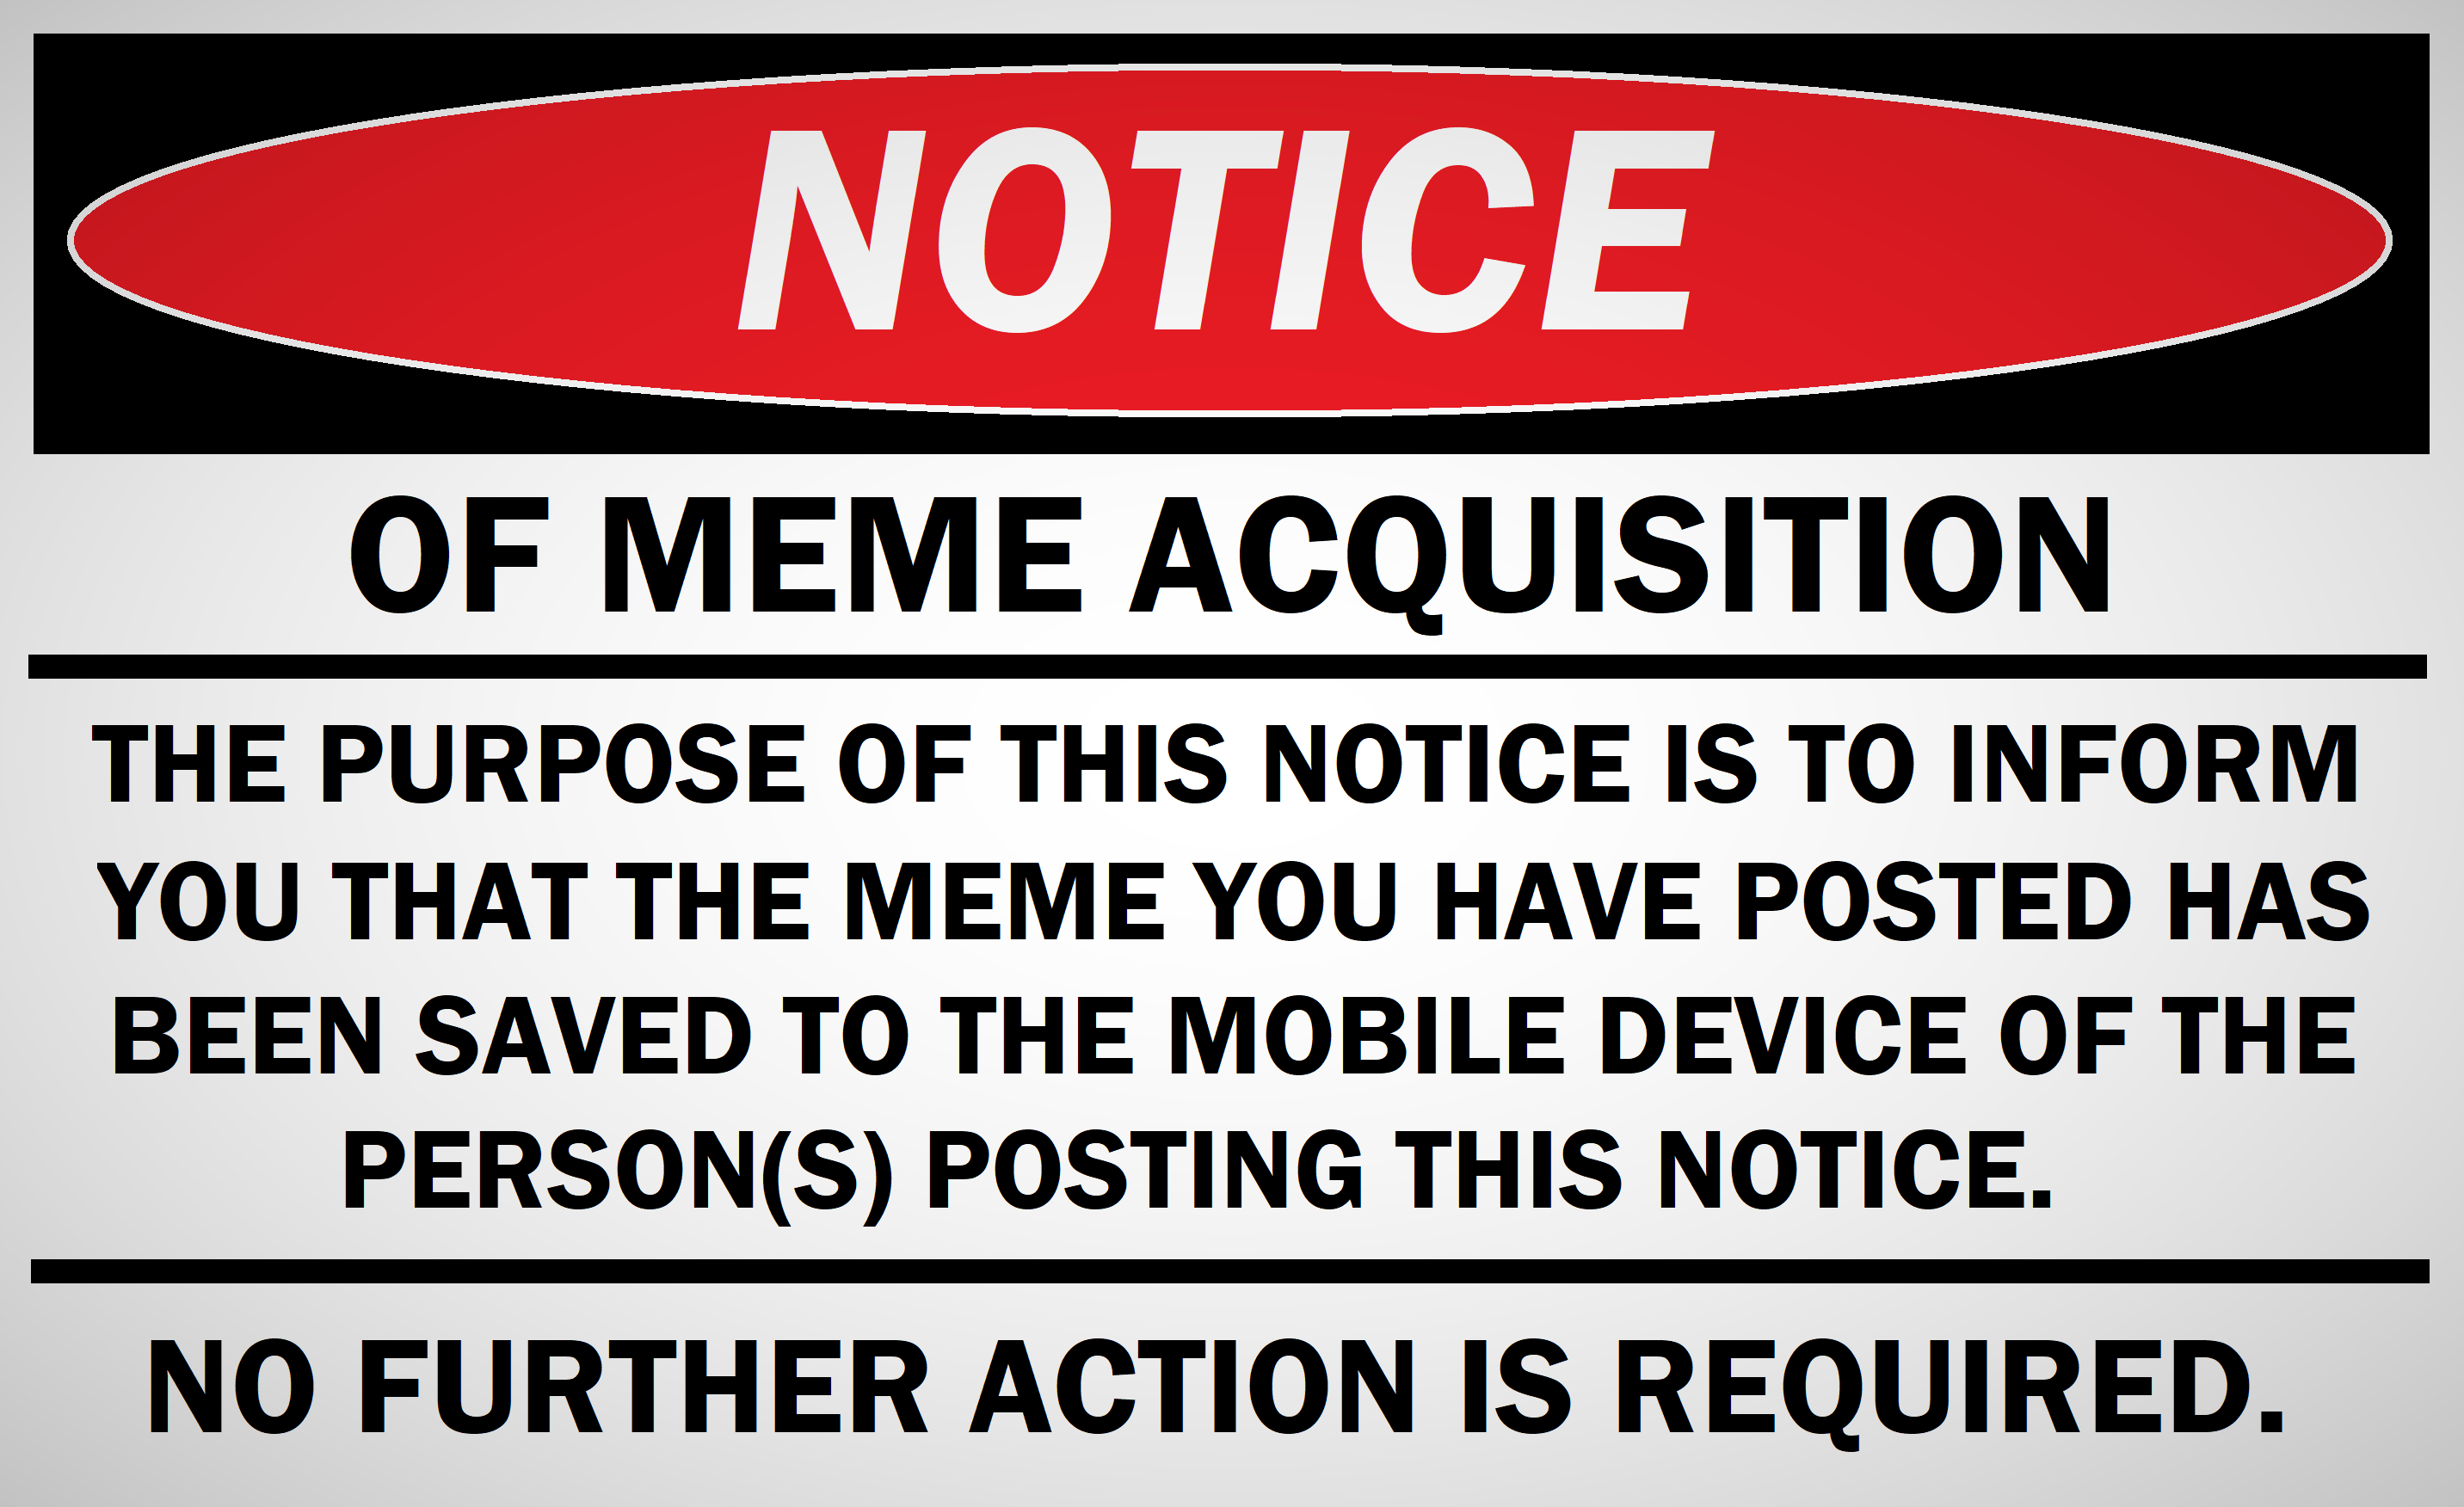 NOTICE
OF MEME ACQUISITION
THE PURPOSE OF THIS NOTICE IS TO INFORM
YOU THAT THE MEME YOU HAVE POSTED HAS
BEEN SAVED TO THE MOBILE DEVICE OF THE
PERSON(S) POSTING THIS NOTICE.
NO FURTHER ACTION IS REQUIRED.